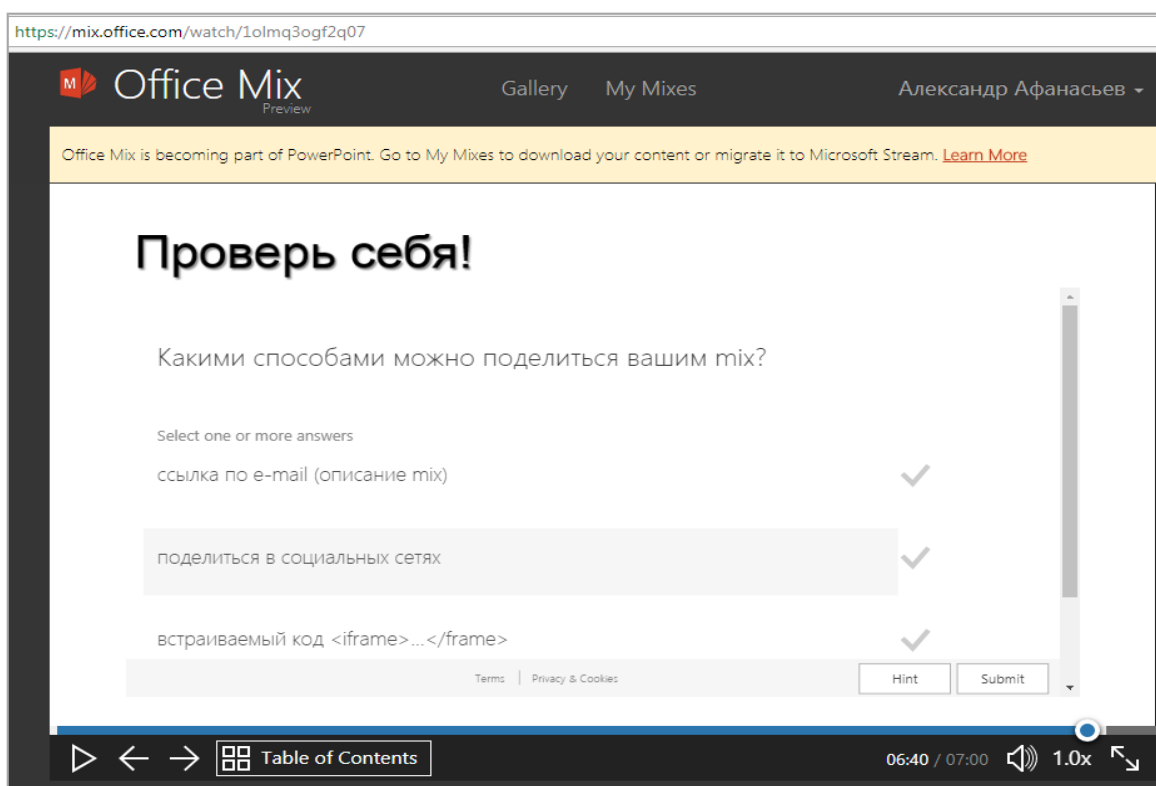 https://mix.office.com/watch/1olmq3ogf2q07
Office Mix
Preview
Gallery
My Mixes
Александр Афанасьев
Office Mix is becoming part of PowerPoint. Go to My Mixes to download your content or migrate it to Microsoft Stream. Learn More
Проверь себя!
Какими способами можно поделиться вашим mix?
Select one or more answers
ссылка по e-mail (описание mix)
поделиться в социальных сетях
встраиваемый код <iframe>...</frame>
Terms | Privacy & Cookies
Hint
Submit
Table of Contents
06:40 / 07:00
1.0x